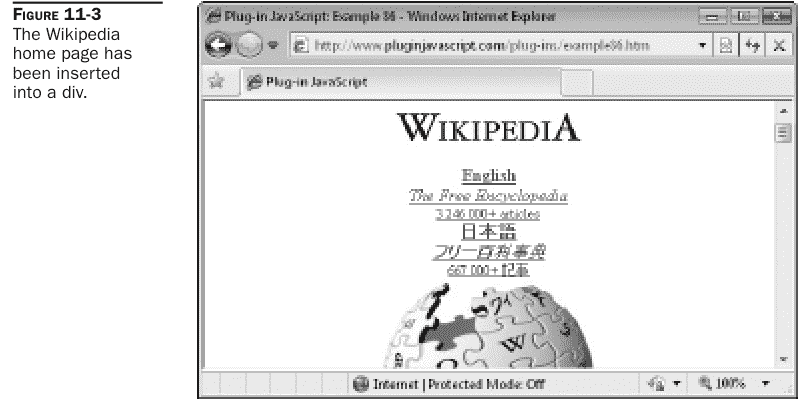 FIGURE 11-3
The Wikipedia
home page has
been inserted
into a div.
Plug-in JavaScript: Example 86 - Windows Internet Explorer
http://www.pluginjavascript.com/plug-ins/example86.htm
Plug-in JavaScript
WIKIPEDIA
English
The Free Encyclopedia
3 246 000+ articles
日本語
フリー百科事典
667 000+ 記事
W
Internet | Protected Mode: Off
100%